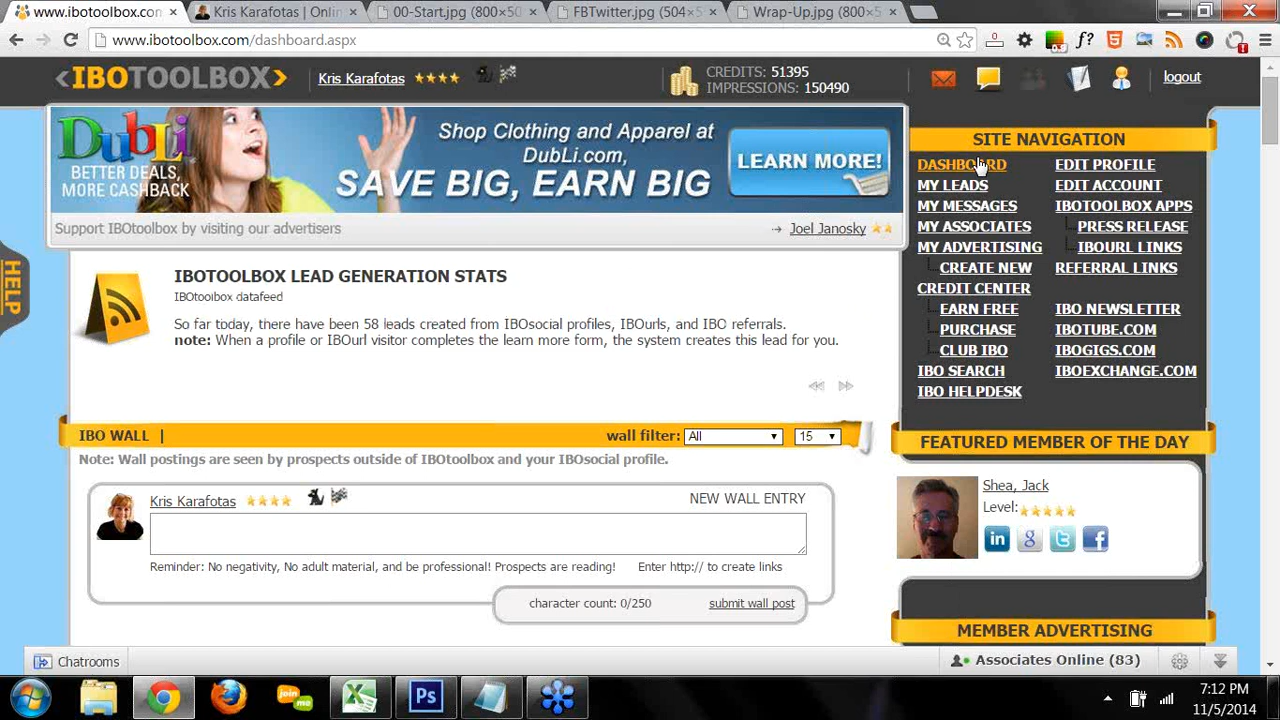 www.ibotoolbox.com
Kris Karafotas | Onlin
00-Start.jpg (800×50
FBTwitter.jpg (504×5
Wrap-Up.jpg (800×5
www.ibotoolbox.com/dashboard.aspx
<IBOTOOLBOX>
Kris Karafotas
CREDITS: 51395
IMPRESSIONS: 150490
logout
DubLi
BETTER DEALS,
MORE CASHBACK
Shop Clothing and Apparel at
DubLi.com,
SAVE BIG, EARN BIG
LEARN MORE!
Support IBOtoolbox by visiting our advertisers
Joel Janosky
HELP
IBOTOOLBOX LEAD GENERATION STATS
IBOtoolbox datafeed
So far today, there have been 58 leads created from IBOsocial profiles, IBOurls, and IBO referrals.
note: When a profile or IBOurl visitor completes the learn more form, the system creates this lead for you.
IBO WALL |
wall filter: All 15
Note: Wall postings are seen by prospects outside of IBOtoolbox and your IBOsocial profile.
Kris Karafotas
NEW WALL ENTRY
Reminder: No negativity, No adult material, and be professional! Prospects are reading!
Enter http:// to create links
character count: 0/250
submit wall post
SITE NAVIGATION
DASHBOARD
MY LEADS
MY MESSAGES
MY ASSOCIATES
MY ADVERTISING
CREATE NEW
CREDIT CENTER
EARN FREE
PURCHASE
CLUB IBO
IBO SEARCH
IBO HELPDESK
EDIT PROFILE
EDIT ACCOUNT
IBOTOOLBOX APPS
PRESS RELEASE
IBOURL LINKS
REFERRAL LINKS
IBO NEWSLETTER
IBOTUBE.COM
IBOGIGS.COM
IBOEXCHANGE.COM
FEATURED MEMBER OF THE DAY
Shea, Jack
Level:
MEMBER ADVERTISING
Chatrooms
Associates Online (83)
join
me
Ps
7:12 PM
11/5/2014